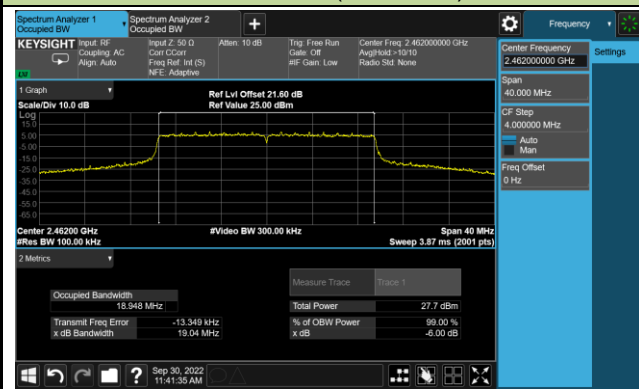 Spectrum Analyzer 1
Occupied BW
Spectrum Analyzer 2
Occupied BW
Frequency
KEYSIGHT
Input: RF
Coupling: AC
Align: Auto
Input Z: 50 Ω
Corr CCorr
Freq Ref: Int (S)
NFE: Adaptive
Atten: 10 dB
Trig: Free Run
Gate: Off
#IF Gain: Low
Center Freq: 2.462000000 GHz
Avg|Hold:>10/10
Radio Std: None
Center Frequency
2.462000000 GHz
Settings
Span
40.000 MHz
CF Step
4.000000 MHz
Auto
Man
Freq Offset
0 Hz
1 Graph
Scale/Div 10.0 dB
Ref Lvl Offset 21.60 dB
Ref Value 25.00 dBm
Log
15.0
5.00
-5.00
-15.0
-25.0
-35.0
-45.0
-55.0
-65.0
Center 2.46200 GHz
#Res BW 100.00 kHz
#Video BW 300.00 kHz
Span 40 MHz
Sweep 3.87 ms (2001 pts)
2 Metrics
Measure Trace
Trace 1
Occupied Bandwidth
18.948 MHz
Total Power
27.7 dBm
Transmit Freq Error
-13.349 kHz
% of OBW Power
99.00 %
x dB Bandwidth
19.04 MHz
x dB
-6.00 dB
Sep 30, 2022
11:41:35 AM